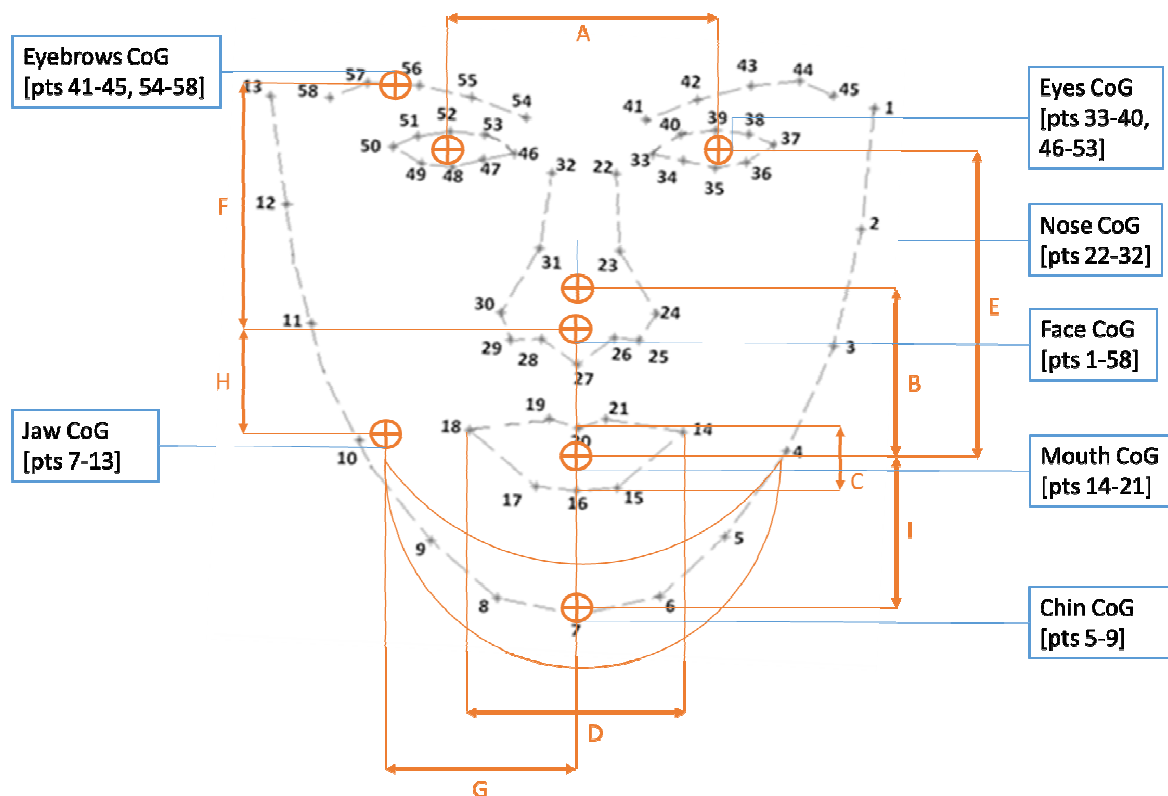 A
Eyebrows CoG
[pts 41-45, 54-58]
Eyes CoG
[pts 33-40,
46-53]
13
58
57
56
55
54
41
42
43
44
45
1
50
51
52
53
46
47
48
49
40
39
38
37
33
34
35
36
32
22
F
12
2
Nose CoG
[pts 22-32]
31
23
30
24
E
11
29
28
27
26
25
3
B
Face CoG
[pts 1-58]
H
Jaw CoG
[pts 7-13]
18
19
20
21
14
10
4
Mouth CoG
[pts 14-21]
17
16
15
C
9
5
I
8
7
6
Chin CoG
[pts 5-9]
D
G